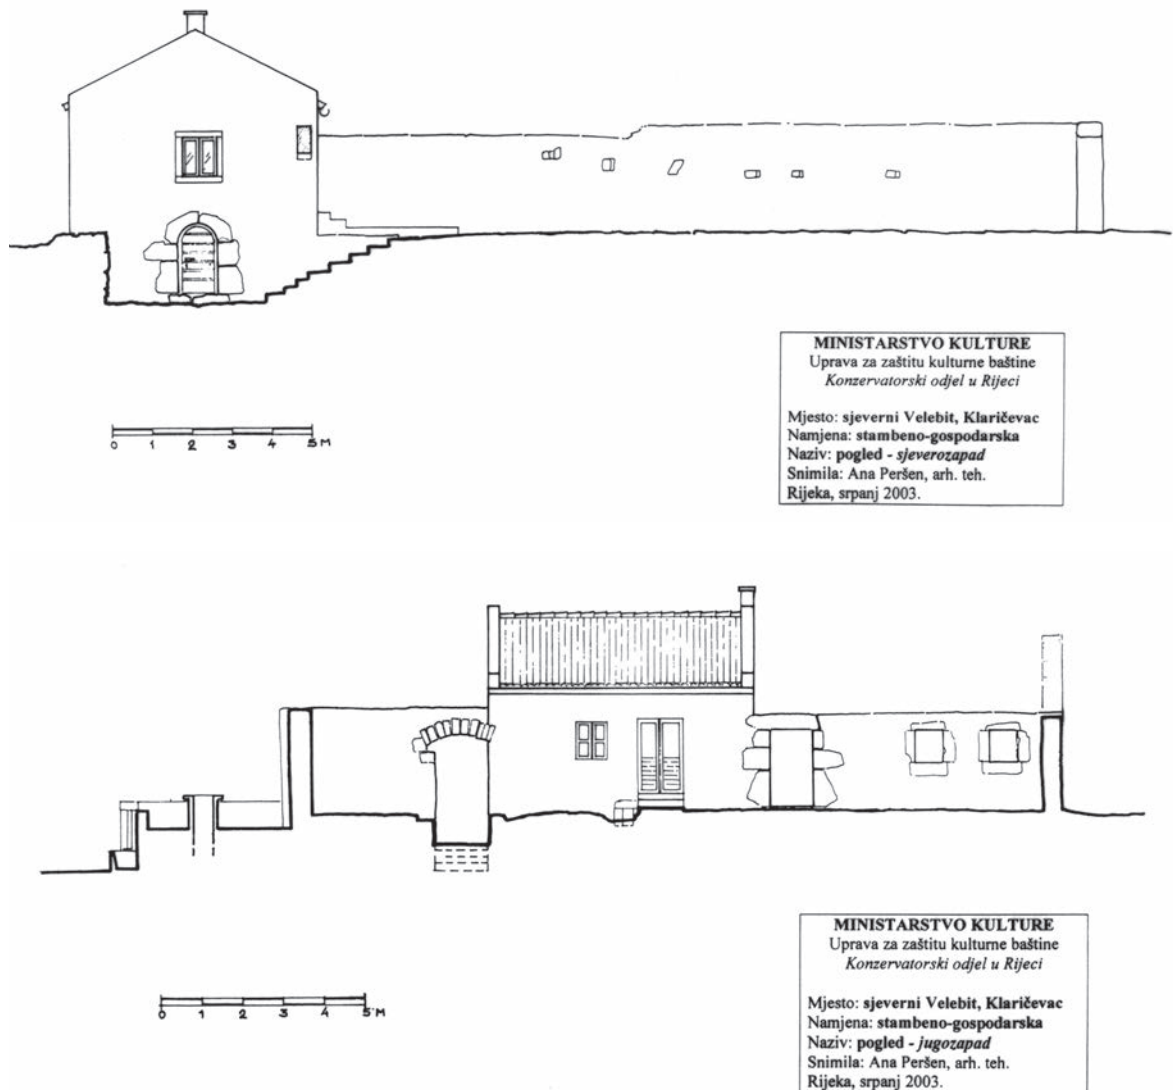 MINISTARSTVO KULTURE
Uprava za zaštitu kulturne baštine
Konzervatorski odjel u Rijeci
Mjesto: sjeverni Velebit, Klaričevac
Namjena: stambeno-gospodarska
Naziv: pogled - sjeverozapad
Snimila: Ana Peršen, arh. teh.
Rijeka, srpanj 2003.
0 1 2 3 4 5 M
MINISTARSTVO KULTURE
Uprava za zaštitu kulturne baštine
Konzervatorski odjel u Rijeci
Mjesto: sjeverni Velebit, Klaričevac
Namjena: stambeno-gospodarska
Naziv: pogled - jugozapad
Snimila: Ana Peršen, arh. teh.
Rijeka, srpanj 2003.
0 1 2 3 4 5 M